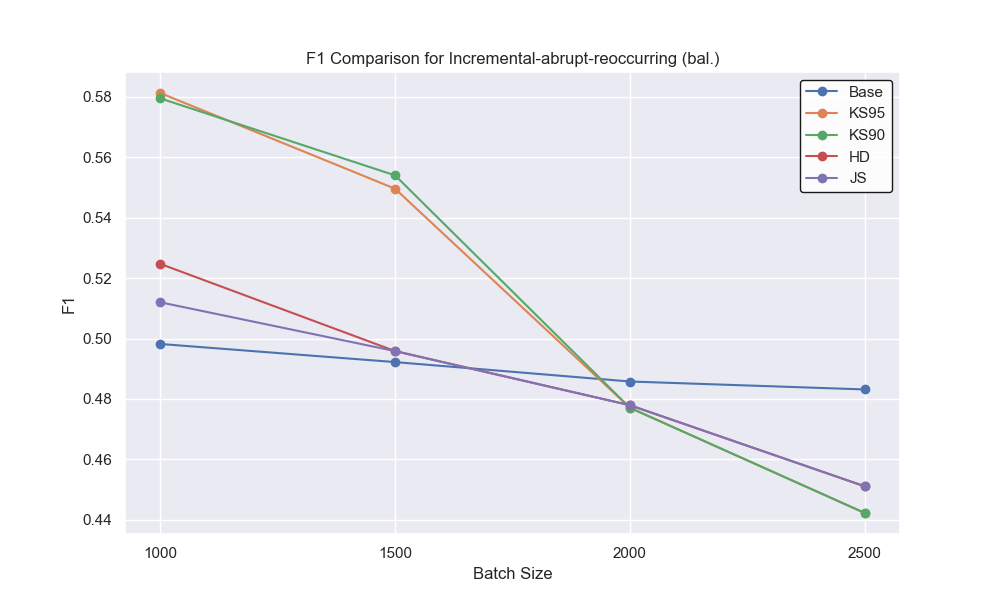 F1 Comparison for Incremental-abrupt-reoccurring (bal.)
Base
KS95
KS90
HD
JS
0.58
0.56
0.54
0.52
0.50
0.48
0.46
0.44
F1
1000
1500
2000
2500
Batch Size